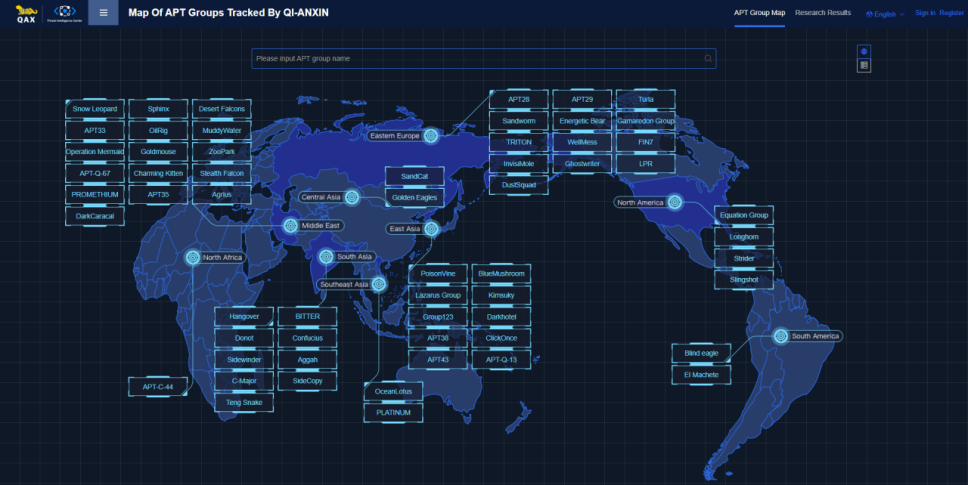 QAX
Threat Intelligence Center
Map Of APT Groups Tracked By QI-ANXIN
APT Group Map
Research Results
English
Sign in
Register
Please input APT group name
Snow Leopard
Sphinx
Desert Falcons
APT33
OilRig
MuddyWater
Operation Mermaid
Goldmouse
ZooPark
APT-Q-67
Charming Kitten
Stealth Falcon
PROMETHIUM
APT35
Agrius
DarkCaracal
Middle East
Eastern Europe
APT28
APT29
Turla
Sandworm
Energetic Bear
Gamaredon Group
TRITON
WellMess
FIN7
InvisiMole
Ghostwriter
LPR
DustSquad
Central Asia
SandCat
Golden Eagles
North America
Equation Group
Longhorn
Strider
Slingshot
East Asia
PoisonVine
BlueMushroom
Lazarus Group
Kimsuky
Group123
Darkhotel
APT38
ClickOnce
APT43
APT-Q-13
North Africa
APT-C-44
South Asia
Hangover
BITTER
Donot
Confucius
Sidewinder
Aggah
C-Major
SideCopy
Teng Snake
Southeast Asia
OceanLotus
PLATINUM
South America
Blind eagle
El Machete